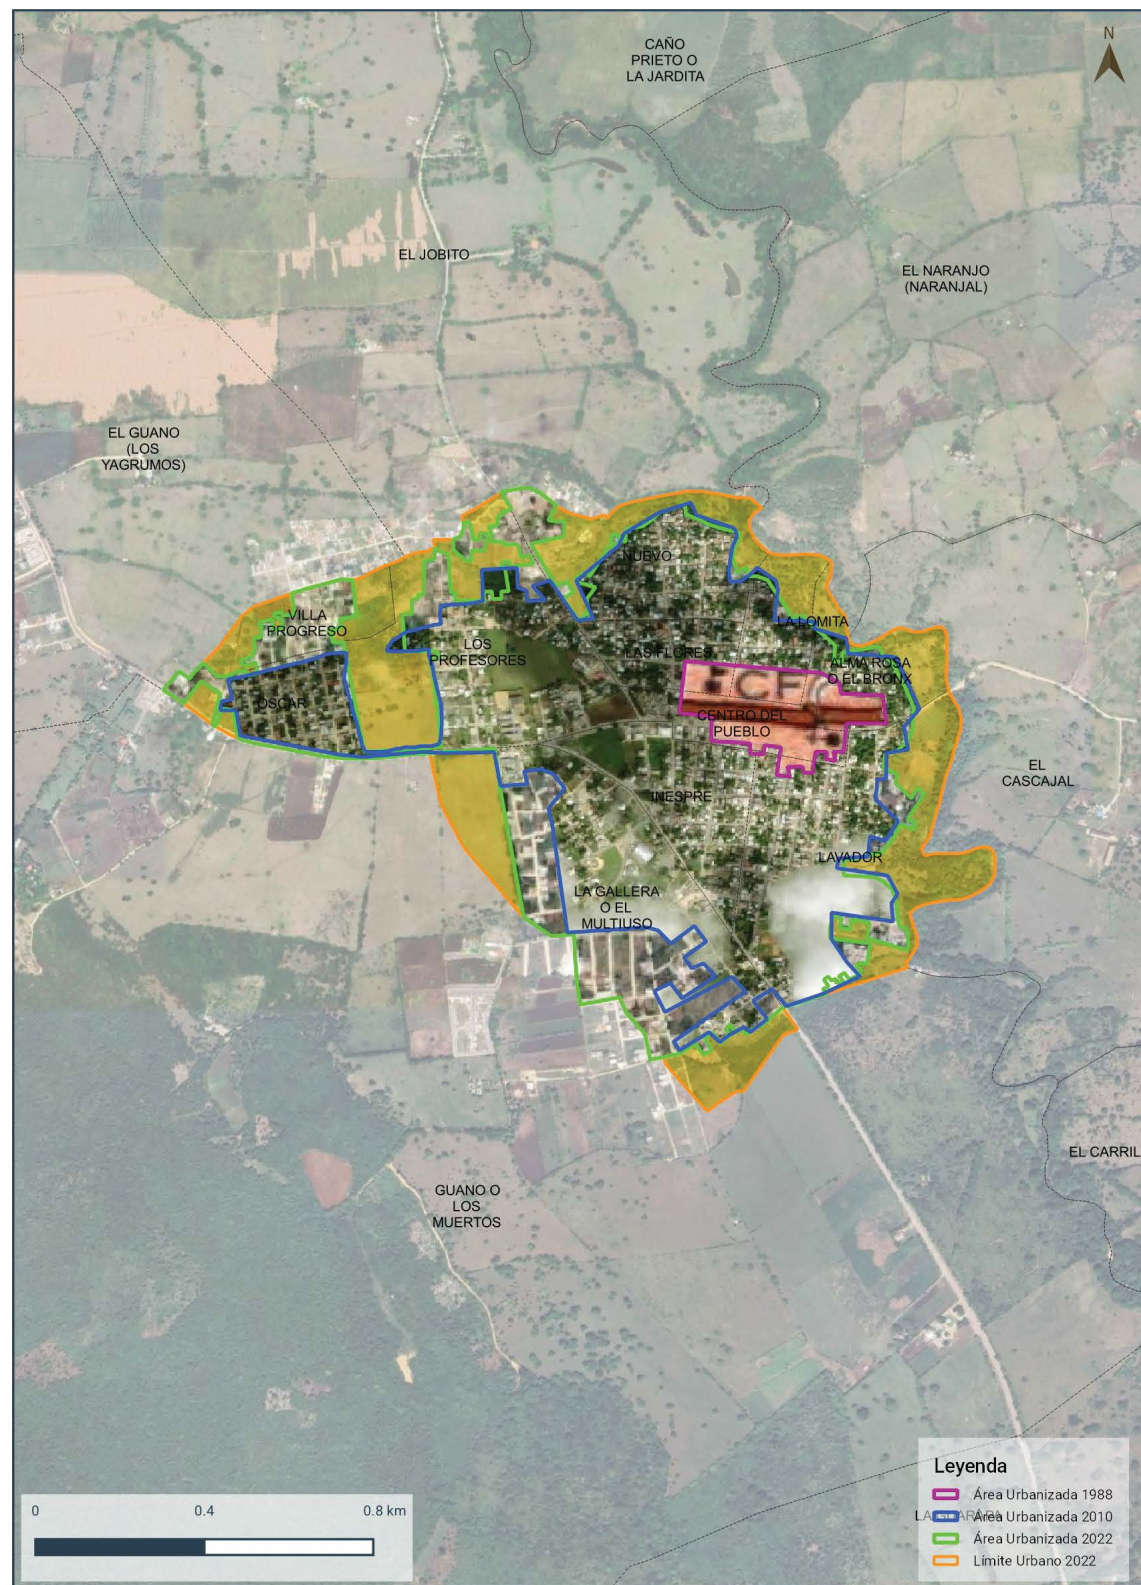 CAÑO
PRIETO O
LA JARDITA
N
EL JOBITO
EL NARANJO
(NARANJAL)
EL GUANO
(LOS
YAGRUMOS)
NUEVO
VILLA
PROGRESO
LA LOMITA
LOS
PROFESORES
LAS FLORES
ALMA ROSA
O EL BRONX
OSCAR
CENTRO DEL
PUEBLO
EL
CASCAJAL
INESPRE
LAVADOR
LA GALLERA
O EL
MULTIUSO
EL CARRIL
GUANO O
LOS
MUERTOS
Leyenda
Área Urbanizada 1988
Área Urbanizada 2010
Área Urbanizada 2022
Límite Urbano 2022
0
0.4
0.8 km